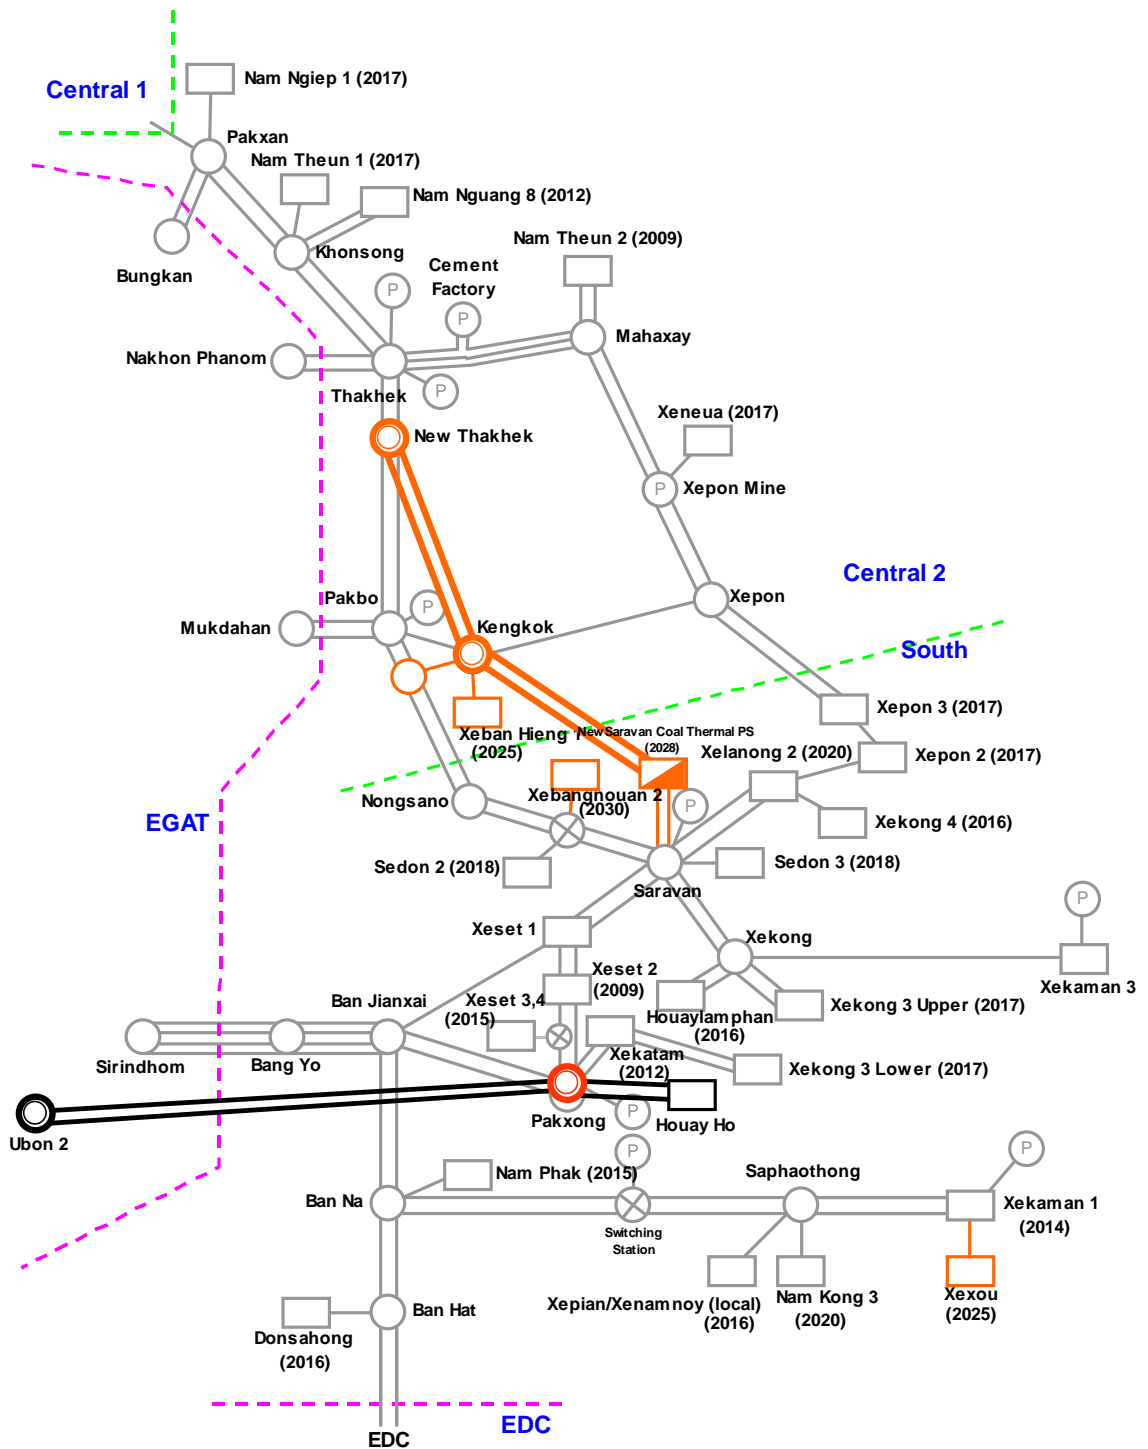 Central 1
Nam Ngiep 1 (2017)
Pakxan
Nam Theun 1 (2017)
Nam Nguang 8 (2012)
Bungkan
Khonsong
Nam Theun 2 (2009)
Cement
Factory
P
P
Nakhon Phanom
Mahaxay
Thakhek
P
New Thakhek
Xeneua (2017)
P
Xepon Mine
Central 2
Pakbo
P
Xepon
Mukdahan
Kengkok
South
Xepon 3 (2017)
Xeban Hieng 1
(2025)
New Saravan Coal Thermal PS
(2028)
Xelanong 2 (2020)
Xepon 2 (2017)
Nongsano
Xebangnouan 2
(2030)
P
EGAT
Xekong 4 (2016)
Sedon 2 (2018)
Sedon 3 (2018)
Saravan
P
Xeset 1
Xekong
Xeset 2
(2009)
Xekaman 3
Ban Jianxai
Xeset 3,4
(2015)
Houaylamphan
(2016)
Xekong 3 Upper (2017)
Sirindhom
Bang Yo
Xekatam
(2012)
Xekong 3 Lower (2017)
Ubon 2
Pakxong
P
Houay Ho
P
P
Nam Phak (2015)
Saphaothong
Ban Na
Xekaman 1
(2014)
Switching
Station
Xepian/Xenamnoy (local)
(2016)
Nam Kong 3
(2020)
Xexou
(2025)
Ban Hat
Donsahong
(2016)
EDC
EDC